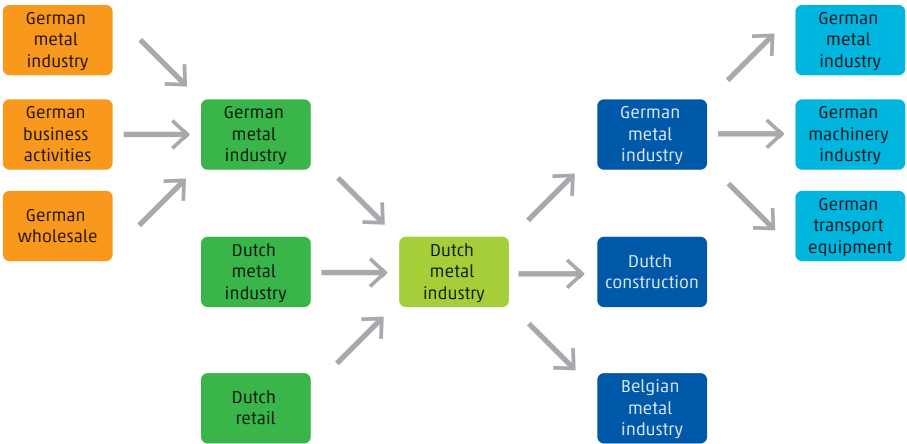 German
metal
industry
German
business
activities
German
wholesale
German
metal
industry
Dutch
metal
industry
Dutch
retail
Dutch
metal
industry
German
metal
industry
Dutch
construction
Belgian
metal
industry
German
metal
industry
German
machinery
industry
German
transport
equipment